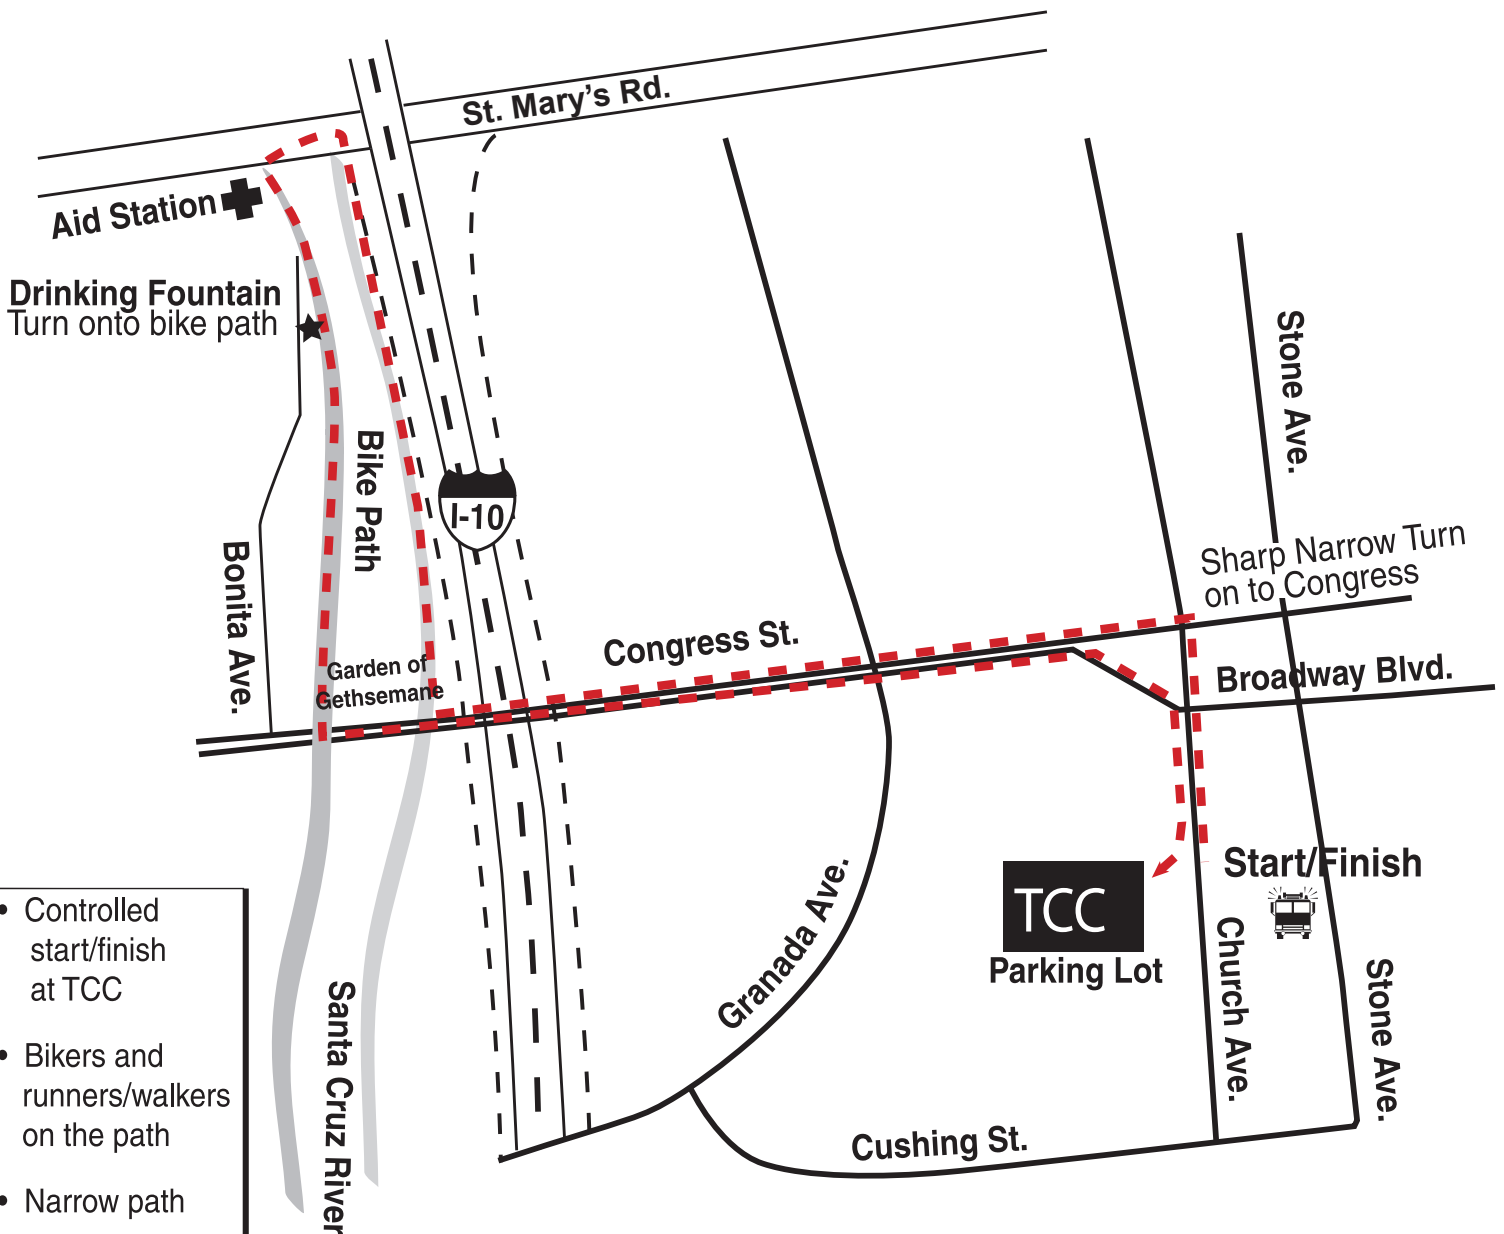 St. Mary's Rd.
Aid Station
Drinking Fountain
Turn onto bike path
Stone Ave.
Bike Path
I-10
Sharp Narrow Turn
on to Congress
Bonita Ave.
Congress St.
Garden of
Gethsemane
Broadway Blvd.
Start/Finish
TCC
Parking Lot
Granada Ave.
Church Ave.
Stone Ave.
Santa Cruz River
Cushing St.
• Controlled
start/finish
at TCC
• Bikers and
runners/walkers
on the path
• Narrow path